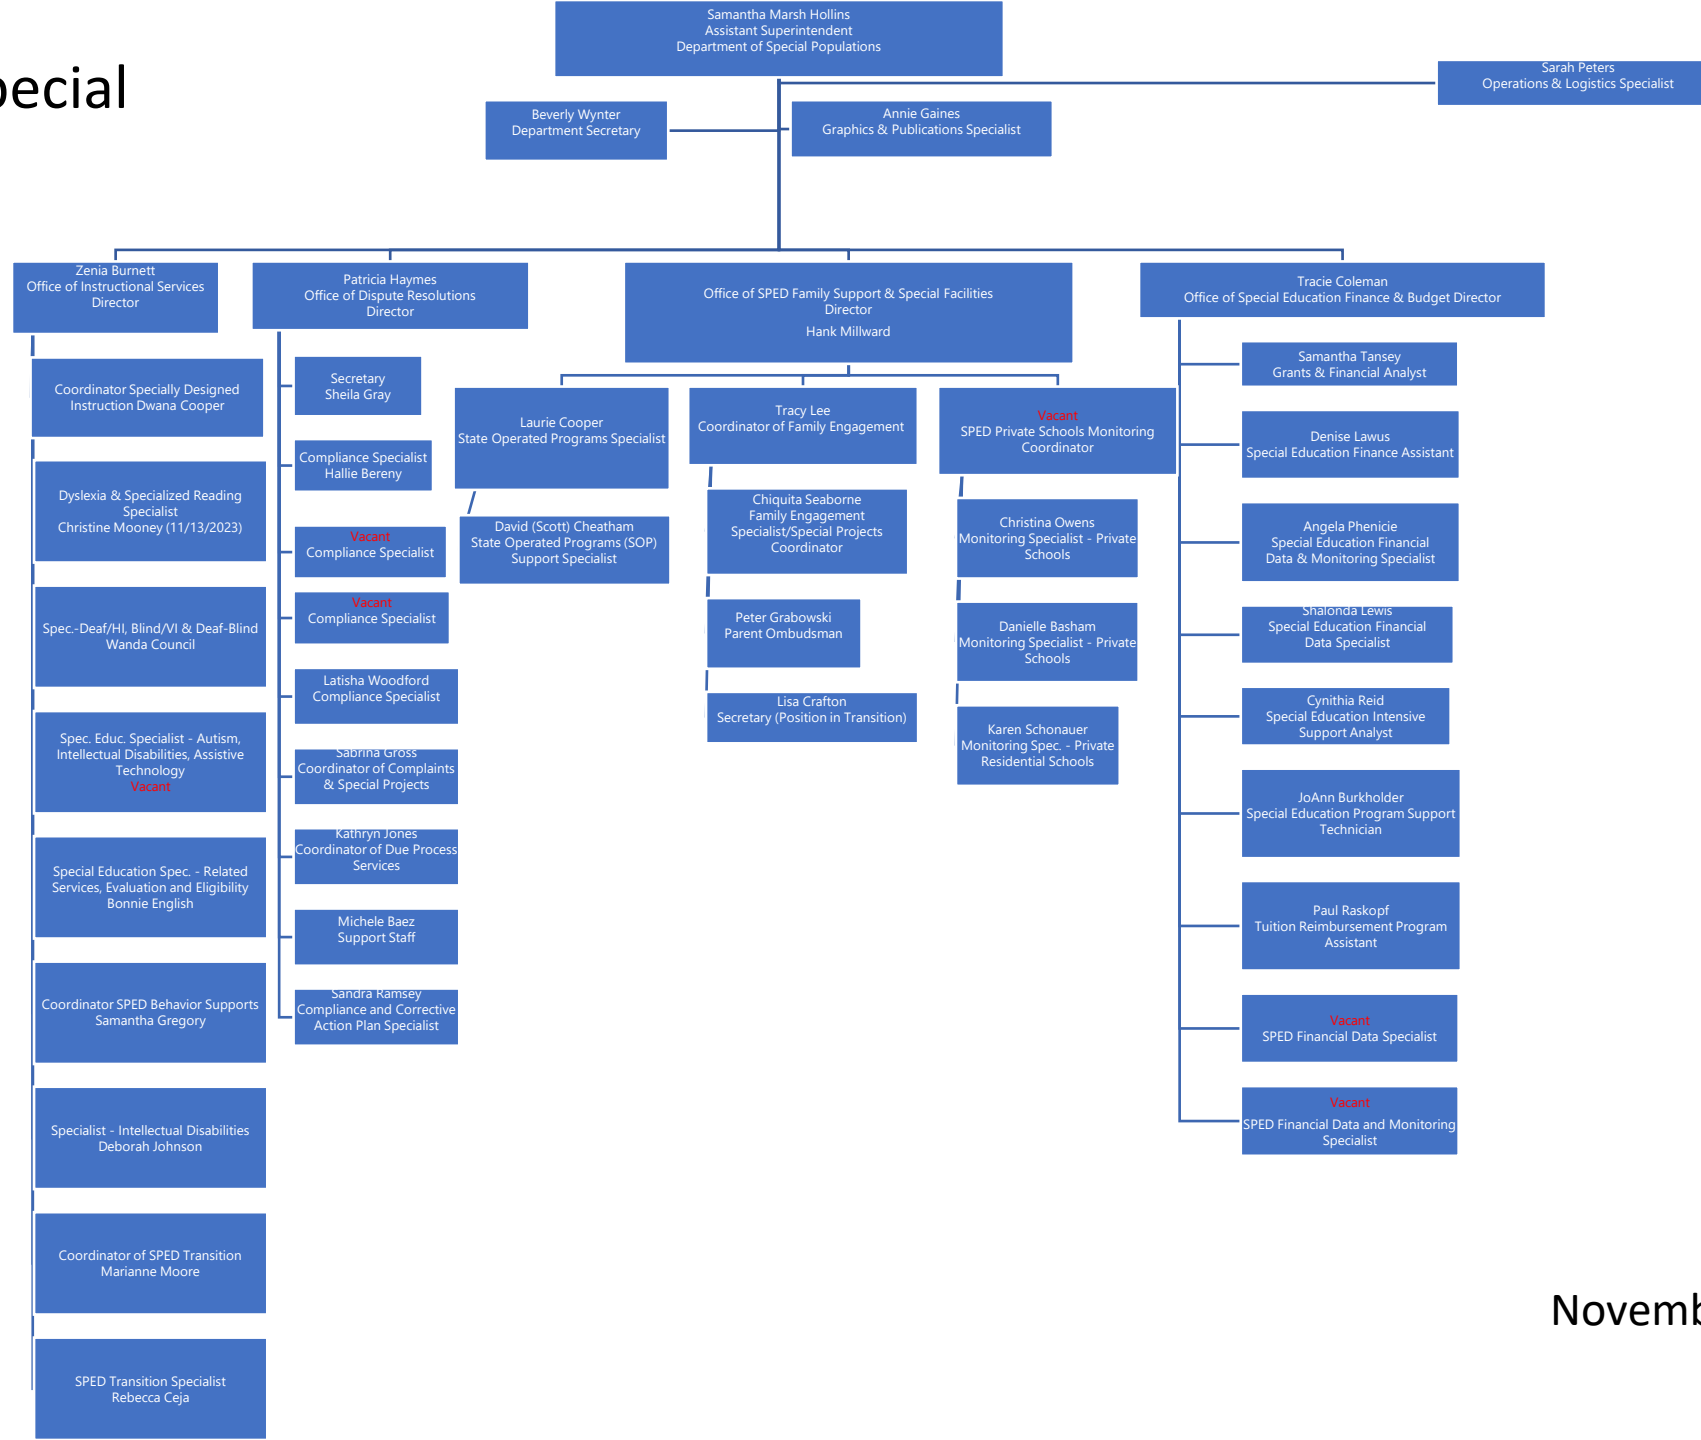 Samantha Marsh Hollins
Assistant Superintendent
Department of Special Populations
pecial
Sarah Peters
Operations & Logistics Specialist
Beverly Wynter
Department Secretary
Annie Gaines
Graphics & Publications Specialist
Zenia Burnett
Office of Instructional Services
Director
Coordinator Specially Designed
Instruction Dwana Cooper
Dyslexia & Specialized Reading
Specialist
Christine Mooney (11/13/2023)
Spec.-Deaf/HI, Blind/VI & Deaf-Blind
Wanda Council
Spec. Educ. Specialist - Autism,
Intellectual Disabilities, Assistive
Technology
Vacant
Special Education Spec. - Related
Services, Evaluation and Eligibility
Bonnie English
Coordinator SPED Behavior Supports
Samantha Gregory
Specialist - Intellectual Disabilities
Deborah Johnson
Coordinator of SPED Transition
Marianne Moore
SPED Transition Specialist
Rebecca Ceja
Patricia Haymes
Office of Dispute Resolutions
Director
Secretary
Sheila Gray
Compliance Specialist
Hallie Bereny
Vacant
Compliance Specialist
Vacant
Compliance Specialist
Latisha Woodford
Compliance Specialist
Sabrina Gross
Coordinator of Complaints
& Special Projects
Kathryn Jones
Coordinator of Due Process
Services
Michele Baez
Support Staff
Sandra Ramsey
Compliance and Corrective
Action Plan Specialist
Office of SPED Family Support & Special Facilities
Director
Hank Millward
Laurie Cooper
State Operated Programs Specialist
David (Scott) Cheatham
State Operated Programs (SOP)
Support Specialist
Tracy Lee
Coordinator of Family Engagement
Chiquita Seaborne
Family Engagement
Specialist/Special Projects
Coordinator
Peter Grabowski
Parent Ombudsman
Lisa Crafton
Secretary (Position in Transition)
Vacant
SPED Private Schools Monitoring
Coordinator
Christina Owens
Monitoring Specialist - Private
Schools
Danielle Basham
Monitoring Specialist - Private
Schools
Karen Schonauer
Monitoring Spec. - Private
Residential Schools
Tracie Coleman
Office of Special Education Finance & Budget Director
Samantha Tansey
Grants & Financial Analyst
Denise Lawus
Special Education Finance Assistant
Angela Phenicie
Special Education Financial
Data & Monitoring Specialist
Shalonda Lewis
Special Education Financial
Data Specialist
Cynithia Reid
Special Education Intensive
Support Analyst
JoAnn Burkholder
Special Education Program Support
Technician
Paul Raskopf
Tuition Reimbursement Program
Assistant
Vacant
SPED Financial Data Specialist
Vacant
SPED Financial Data and Monitoring
Specialist
Novemb